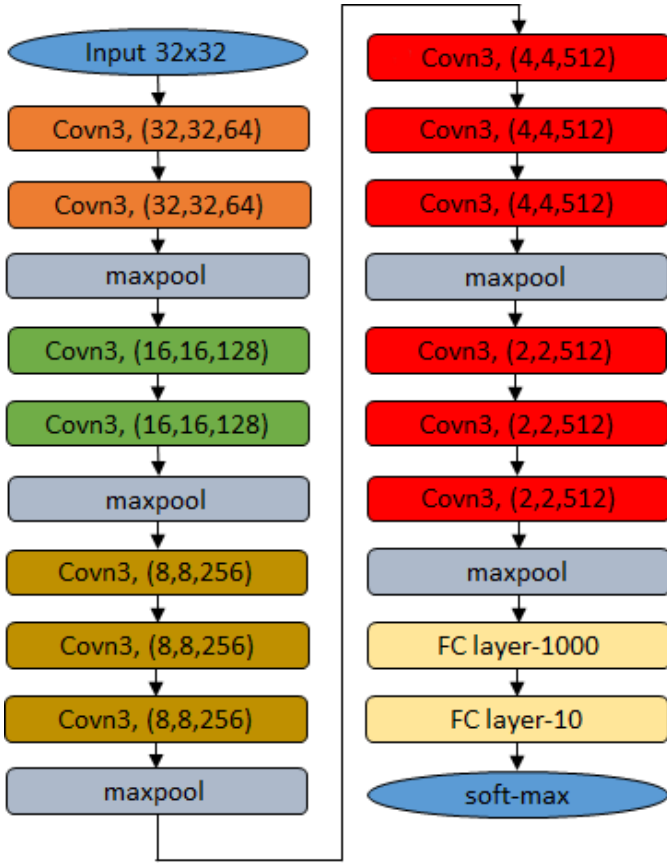 Input 32x32
Covn3, (32,32,64)
Covn3, (32,32,64)
maxpool
Covn3, (16,16,128)
Covn3, (16,16,128)
maxpool
Covn3, (8,8,256)
Covn3, (8,8,256)
Covn3, (8,8,256)
maxpool
Covn3, (4,4,512)
Covn3, (4,4,512)
Covn3, (4,4,512)
maxpool
Covn3, (2,2,512)
Covn3, (2,2,512)
Covn3, (2,2,512)
maxpool
FC layer-1000
FC layer-10
soft-max